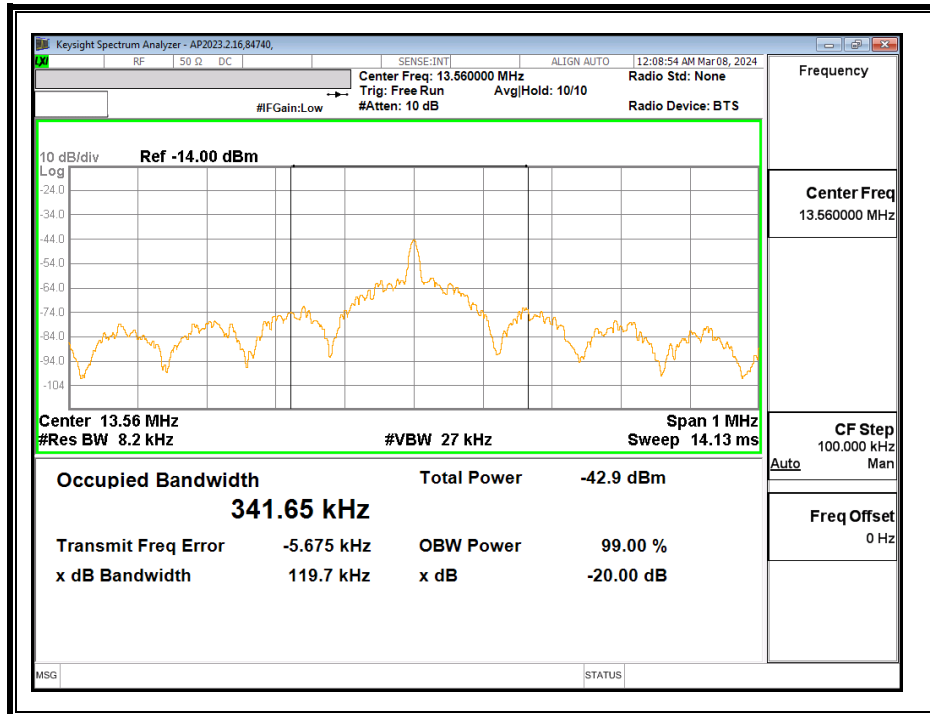 Keysight Spectrum Analyzer - AP2023.2.16,84740,
LXI RF 50 Ω DC SENSE:INT ALIGN AUTO 12:08:54 AM Mar 08, 2024
Center Freq: 13.560000 MHz Radio Std: None
Trig: Free Run Avg|Hold: 10/10
#IFGain:Low #Atten: 10 dB Radio Device: BTS
Frequency
10 dB/div Ref -14.00 dBm
Log
-24.0
-34.0
-44.0
-54.0
-64.0
-74.0
-84.0
-94.0
-104
Center Freq
13.560000 MHz
Center 13.56 MHz Span 1 MHz
#Res BW 8.2 kHz #VBW 27 kHz Sweep 14.13 ms
CF Step
100.000 kHz
Auto Man
Occupied Bandwidth Total Power -42.9 dBm
341.65 kHz
Transmit Freq Error -5.675 kHz OBW Power 99.00 %
x dB Bandwidth 119.7 kHz x dB -20.00 dB
Freq Offset
0 Hz
MSG STATUS